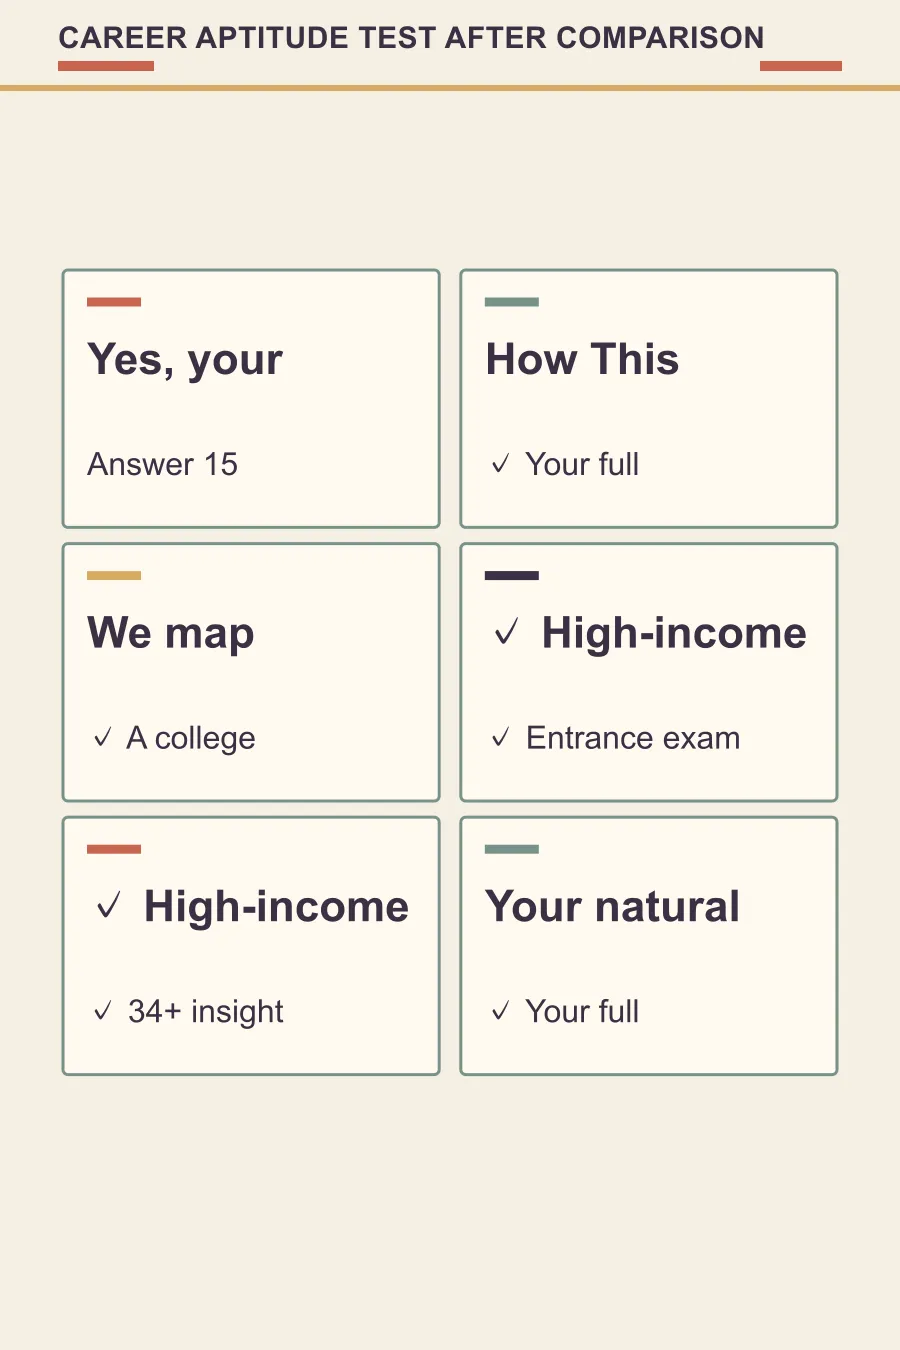 CAREER APTITUDE TEST AFTER COMPARISON
Yes, your
Answer 15
How This
✓ Your full
We map
✓ A college
✓ High-income
✓ Entrance exam
✓ High-income
✓ 34+ insight
Your natural
✓ Your full